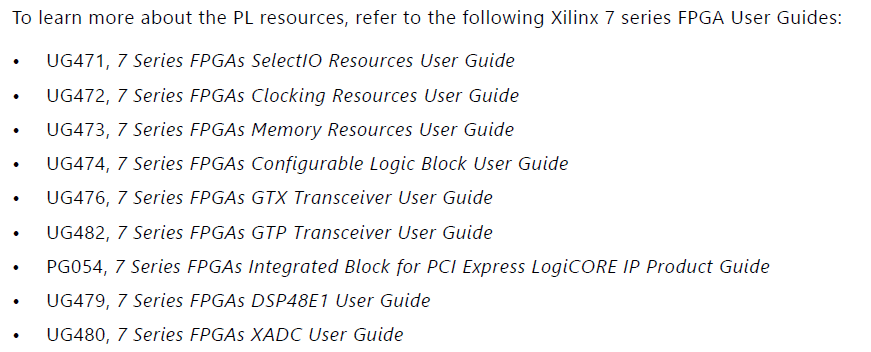 To learn more about the PL resources, refer to the following Xilinx 7 series FPGA User Guides:
• UG471, 7 Series FPGAs SelectIO Resources User Guide
• UG472, 7 Series FPGAs Clocking Resources User Guide
• UG473, 7 Series FPGAs Memory Resources User Guide
• UG474, 7 Series FPGAs Configurable Logic Block User Guide
• UG476, 7 Series FPGAs GTX Transceiver User Guide
• UG482, 7 Series FPGAs GTP Transceiver User Guide
• PG054, 7 Series FPGAs Integrated Block for PCI Express LogiCORE IP Product Guide
• UG479, 7 Series FPGAs DSP48E1 User Guide
• UG480, 7 Series FPGAs XADC User Guide